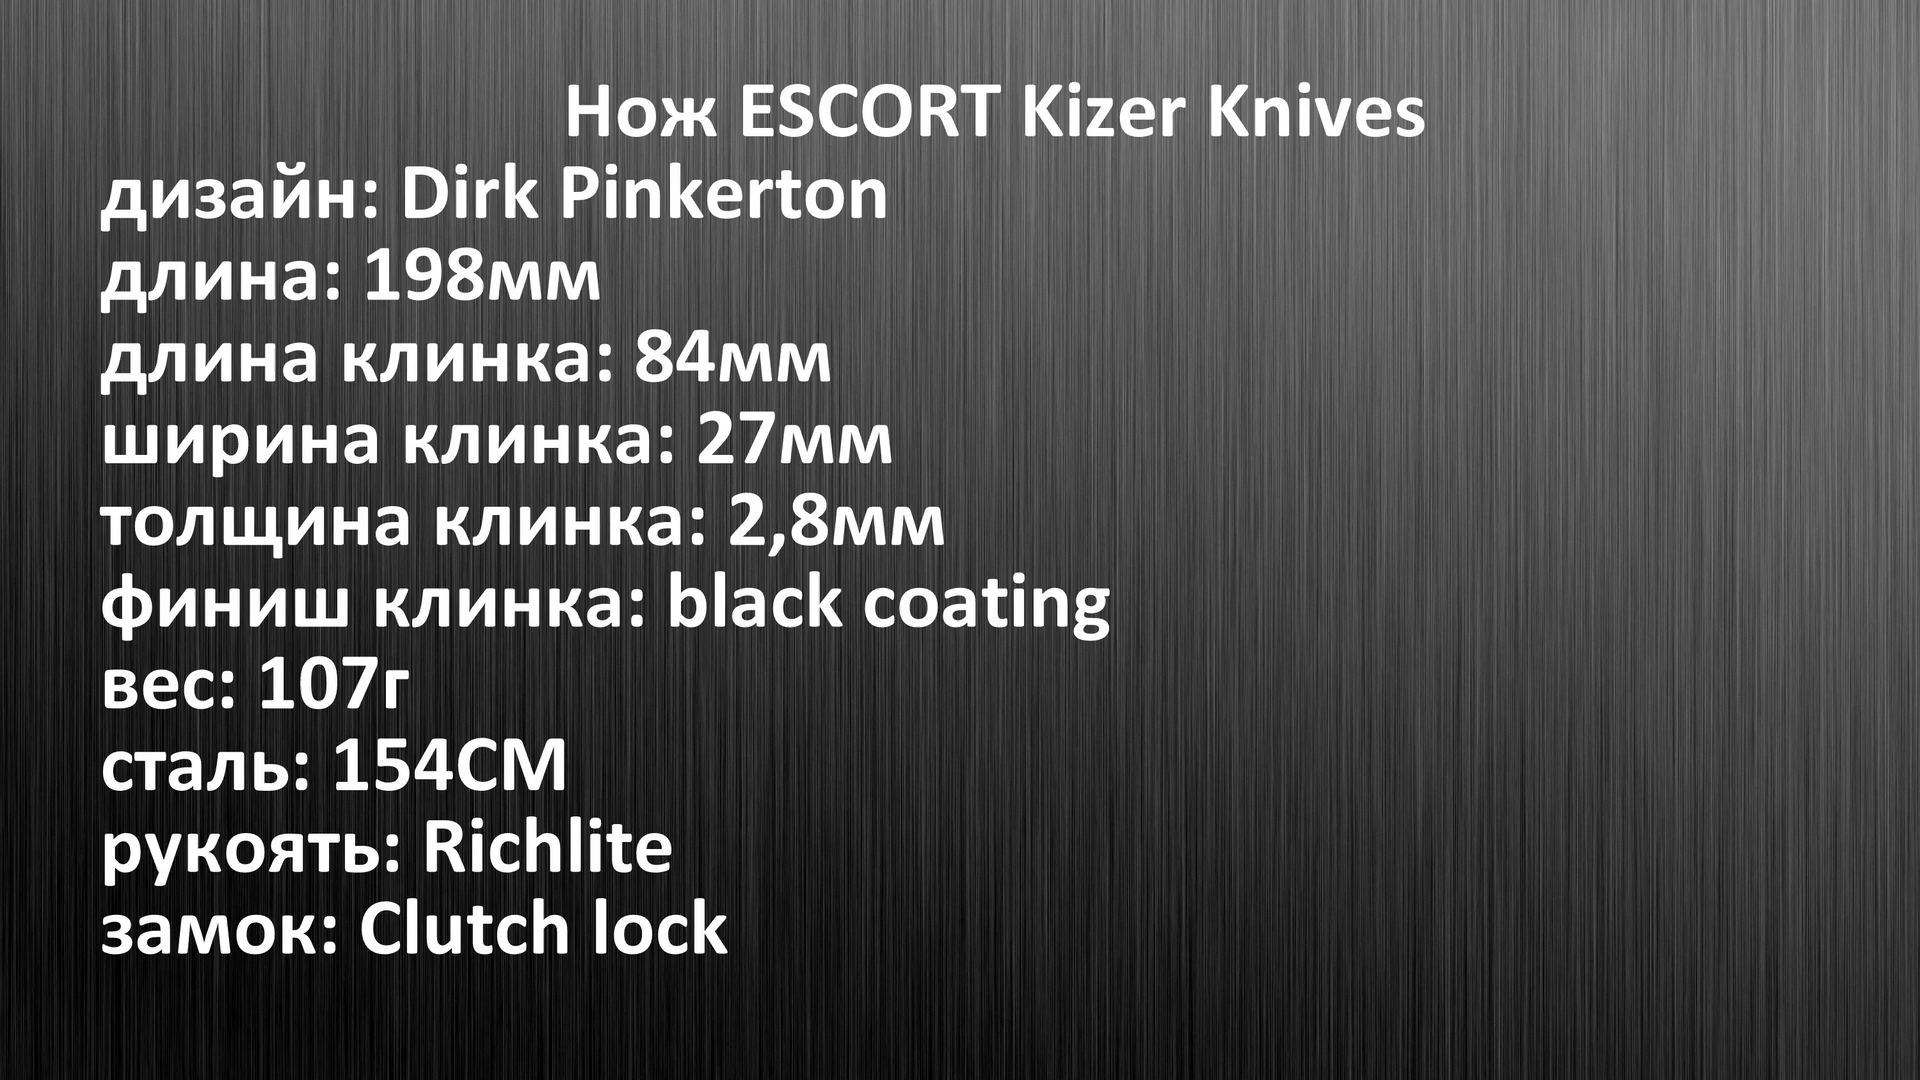 Нож ESCORT Kizer Knives
дизайн: Dirk Pinkerton
длина: 198мм
длина клинка: 84мм
ширина клинка: 27мм
толщина клинка: 2,8мм
финиш клинка: black coating
вес: 107г
сталь: 154CM
рукоять: Richlite
замок: Clutch lock